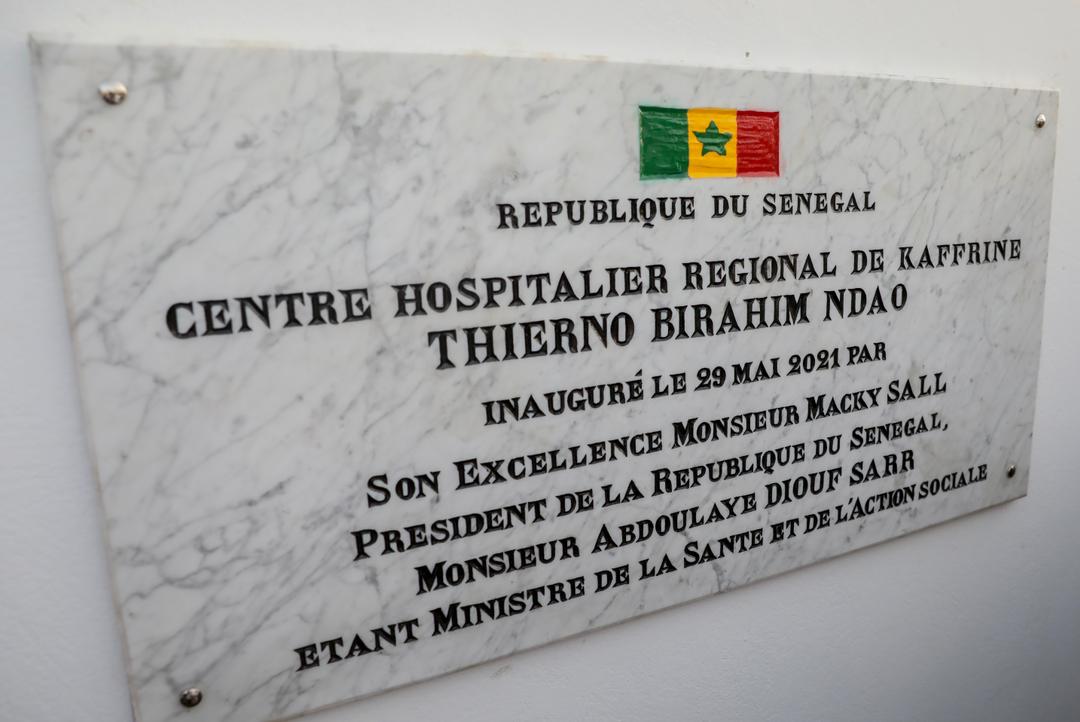 REPUBLIQUE DU SENEGAL
CENTRE HOSPITALIER REGIONAL DE KAFFRINE
THIERNO BIRAHIM NDAO
INAUGURÉ LE 29 MAI 2021 PAR
SON EXCELLENCE MONSIEUR MACKY SALL
PRESIDENT DE LA REPUBLIQUE DU SENEGAL,
MONSIEUR ABDOULAYE DIOUF SARR
ETANT MINISTRE DE LA SANTE ET DE L'ACTION SOCIALE